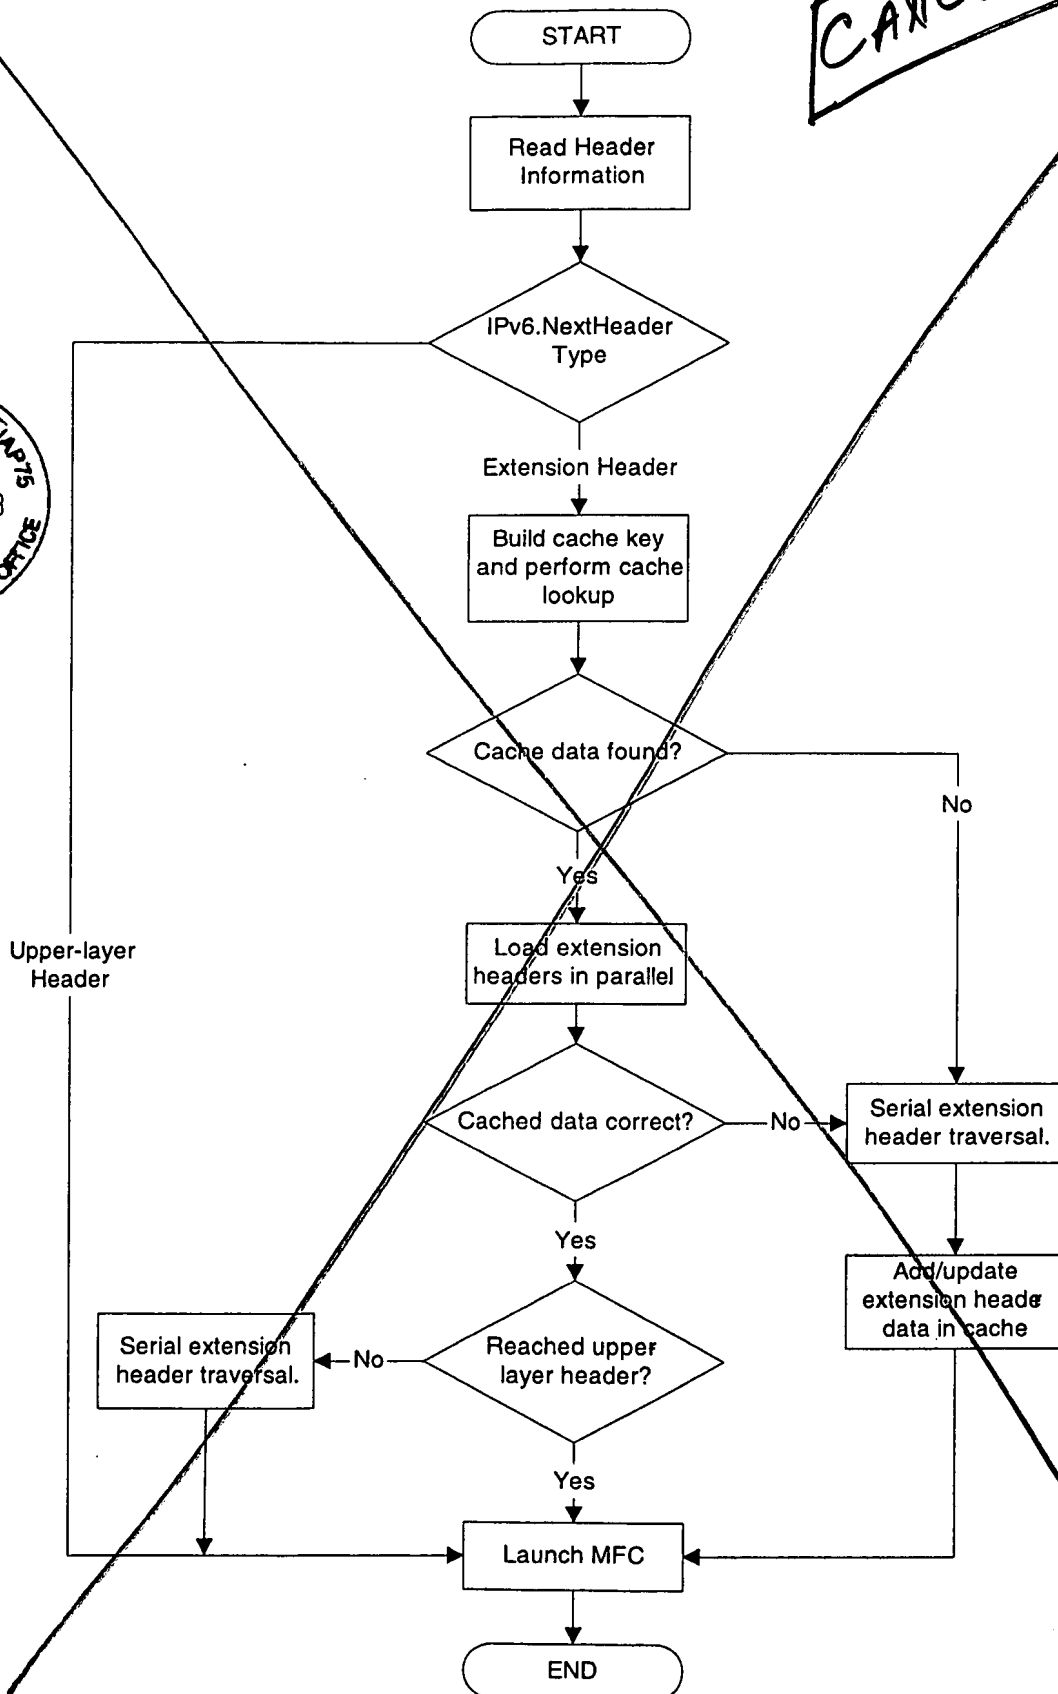 START
Read Header
Information
IPv6.NextHeader
Type
Extension Header
Build cache key
and perform cache
lookup
Cache data found?
No
Yes
Upper-layer
Header
Load extension
headers in parallel
Cached data correct?
No
Serial extension
header traversal.
Yes
Add/update
extension heade
data in cache
Serial extension
header traversal.
No
Reached upper
layer header?
Yes
Launch MFC
END
OFFICE